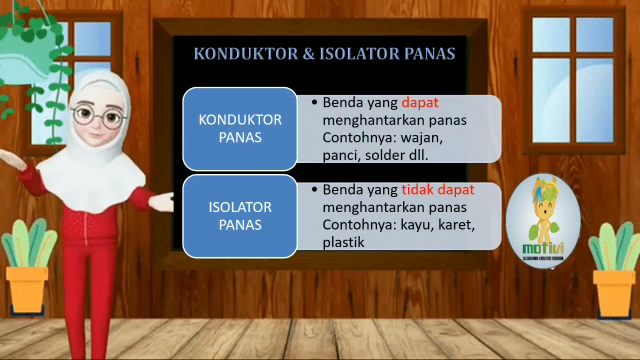 KONDUKTOR & ISOLATOR PANAS
KONDUKTOR
PANAS
• Benda yang dapat
menghantarkan panas
Contohnya: wajan,
panci, solder dll.
ISOLATOR
PANAS
• Benda yang tidak dapat
menghantarkan panas
Contohnya: kayu, karet,
plastik
MOTIVI